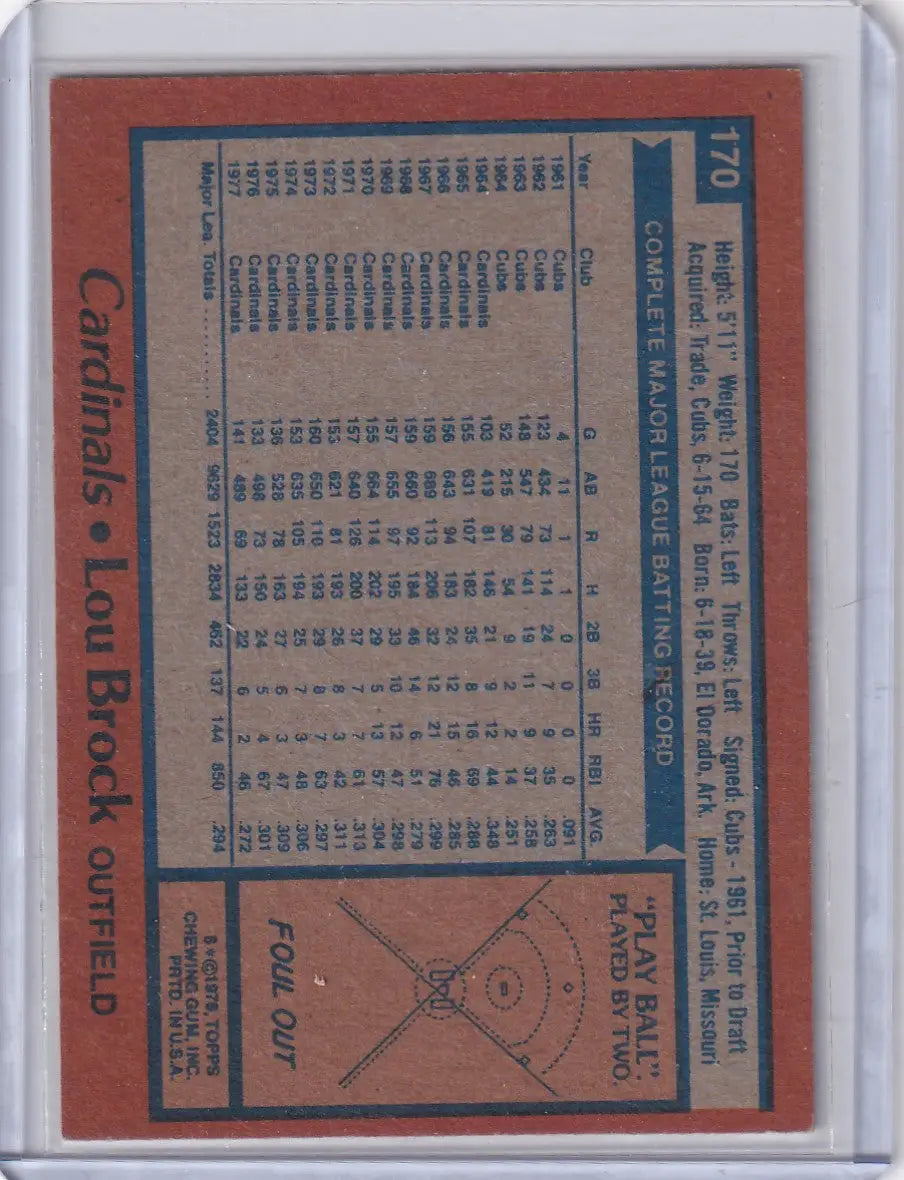 170
Height: 5'11" Weight: 170 Bats: Left Throws: Left Signed: Cubs - 1961, Prior to Draft
Acquired: Trade, Cubs, 6-15-64 Born: 6-18-39, El Dorado, Ark. Home: St. Louis, Missouri
COMPLETE MAJOR LEAGUE BATTING RECORD
Year Club G AB R H 2B 3B HR RBI AVG.
1961 Cubs 4 11 1 1 0 0 0 0 .091
1962 Cubs 123 434 73 114 24 7 9 35 .263
1963 Cubs 148 547 79 141 19 11 9 37 .258
1964 Cubs 52 215 30 54 9 2 2 14 .251
1964 Cardinals 103 419 81 146 21 9 12 44 .348
1965 Cardinals 155 631 107 182 35 8 16 69 .288
1966 Cardinals 156 643 94 183 24 12 15 46 .285
1967 Cardinals 159 689 113 206 32 12 21 76 .299
1968 Cardinals 159 660 92 184 46 14 6 51 .279
1969 Cardinals 157 655 97 195 33 10 12 47 .298
1970 Cardinals 155 664 114 202 29 5 13 57 .304
1971 Cardinals 157 640 126 200 37 7 7 61 .313
1972 Cardinals 153 621 81 193 26 8 3 42 .311
1973 Cardinals 160 650 110 193 29 8 7 63 .297
1974 Cardinals 153 635 105 194 25 7 3 48 .306
1975 Cardinals 136 528 78 163 27 6 3 47 .309
1976 Cardinals 133 498 73 150 24 5 4 67 .301
1977 Cardinals 141 489 69 133 22 6 2 46 .272
Major Lea. Totals .......... 2404 9629 1523 2834 462 137 144 850 .294
"PLAY BALL"
PLAYED BY TWO.
FOUL OUT
6*©1978, TOPPS
CHEWING GUM, INC.
PRTD. IN U.S.A.
Cardinals • Lou Brock OUTFIELD